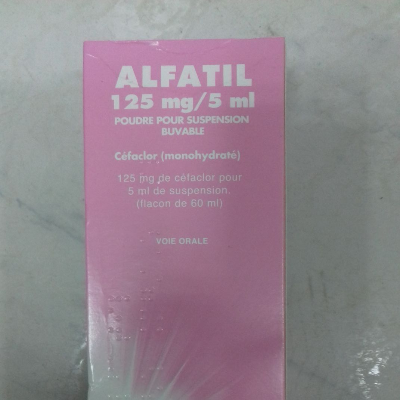 ALFATIL
125 mg/5 ml
POUDRE POUR SUSPENSION
BUVABLE
Céfaclor (monohydraté)
125 mg de céfaclor pour
5 ml de suspension.
(flacon de 60 ml)
VOIE ORALE